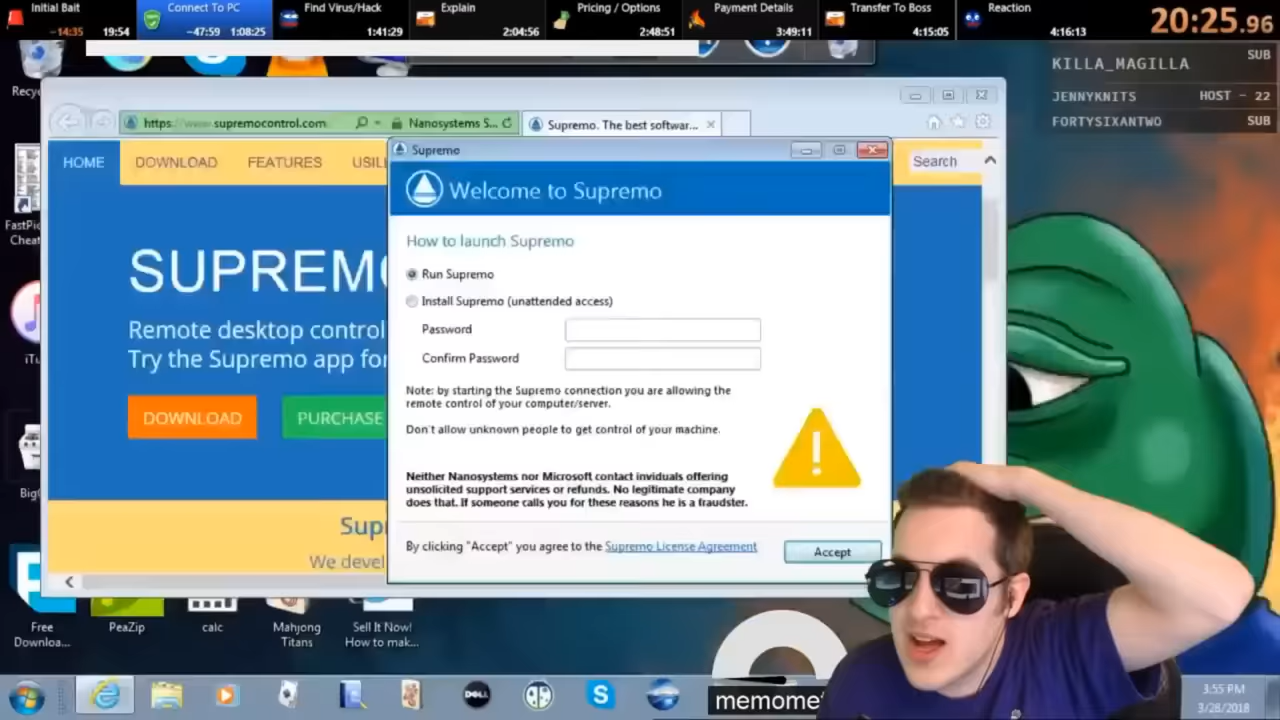 Initial Bait
−14:35 19:54
Connect To PC
−47:59 1:08:25
Find Virus/Hack
1:41:29
Explain
2:04:56
Pricing / Options
2:48:51
Payment Details
3:49:11
Transfer To Boss
4:15:05
Reaction
4:16:13
20:25.96
KILLA_MAGILLA SUB
JENNYKNITS HOST - 22
FORTYSIXANTWO SUB
https://www.supremocontrol.com
Nanosystems S...
Supremo. The best softwar...
HOME DOWNLOAD FEATURES
Search
Supremo
Welcome to Supremo
How to launch Supremo
Run Supremo
Install Supremo (unattended access)
Password
Confirm Password
Note: by starting the Supremo connection you are allowing the
remote control of your computer/server.
Don't allow unknown people to get control of your machine.
Neither Nanosystems nor Microsoft contact inviduals offering
unsolicited support services or refunds. No legitimate company
does that. If someone calls you for these reasons he is a fraudster.
By clicking "Accept" you agree to the Supremo License Agreement
Accept
SUPREMO
Remote desktop control
Try the Supremo app for
DOWNLOAD
PURCHASE
Sup
We devel
Recyc
FastPic
Cheat
iTu
Big
Free
Downloa...
PeaZip
calc
Mahjong
Titans
Sell It Now!
How to mak...
DELL
memome
3:55 PM
3/28/2018